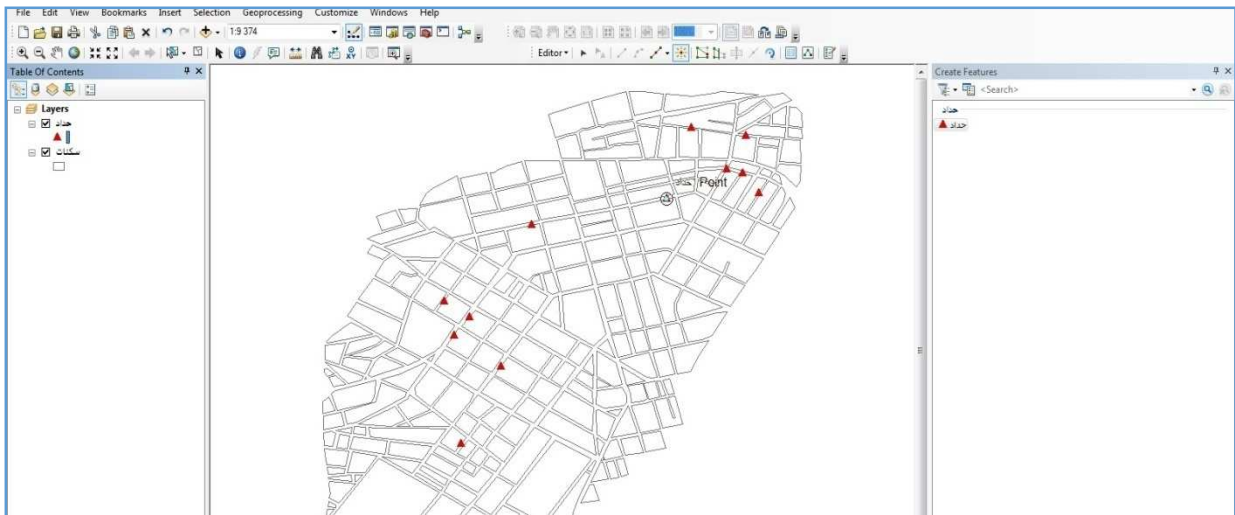 File Edit View Bookmarks Insert Selection Geoprocessing Customize Windows Help
1:9 374
Editor
Table Of Contents
Layers
حداد
سكنات
حداد Point
Create Features
<Search>
حداد
حداد